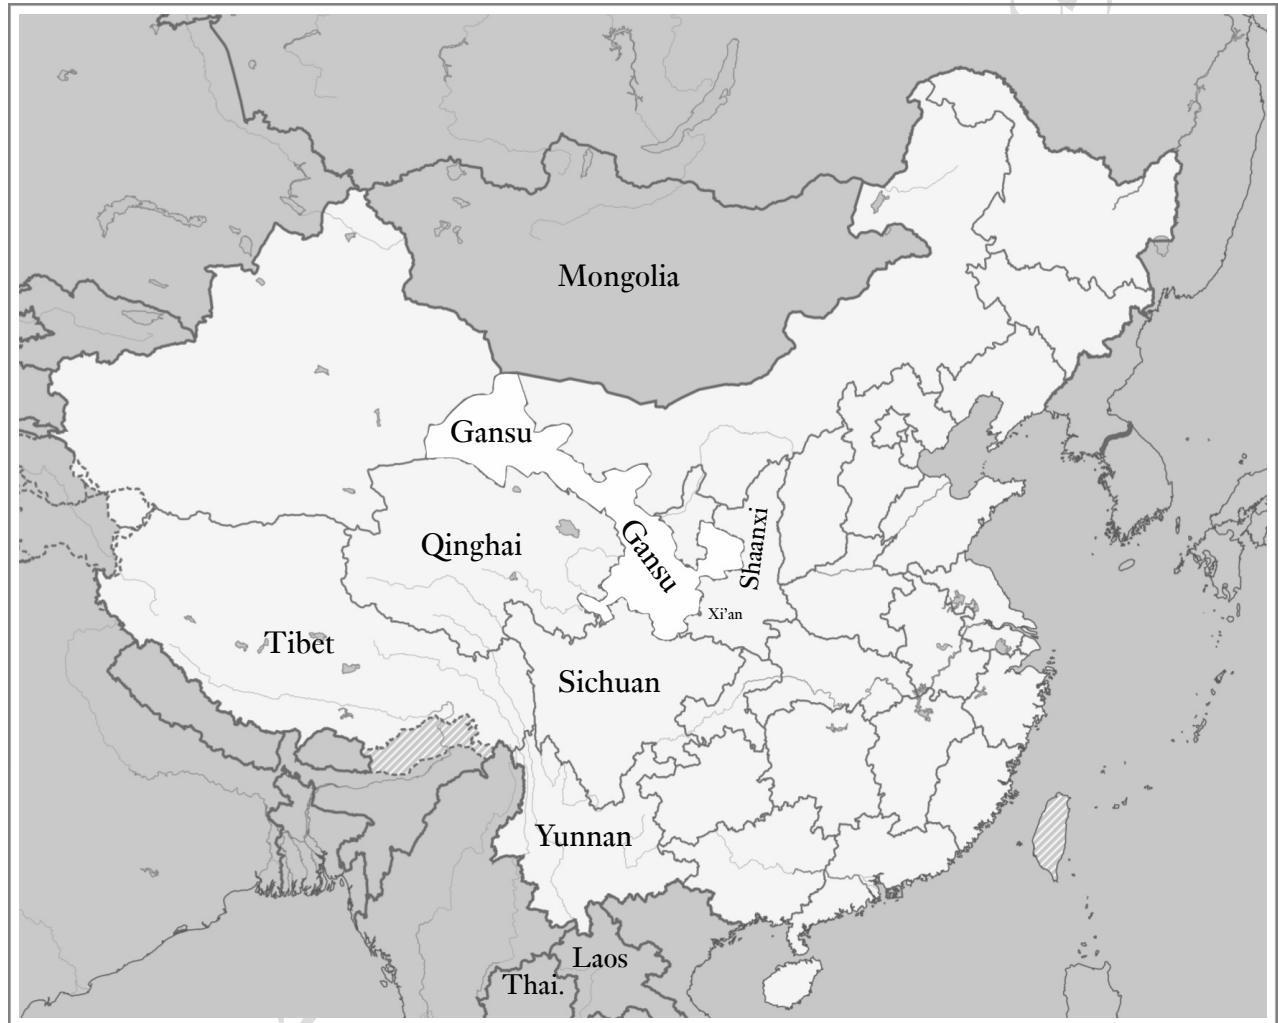 Mongolia
Gansu
Gansu
Shaanxi
Qinghai
Xi'an
Tibet
Sichuan
Yunnan
Laos
Thai.